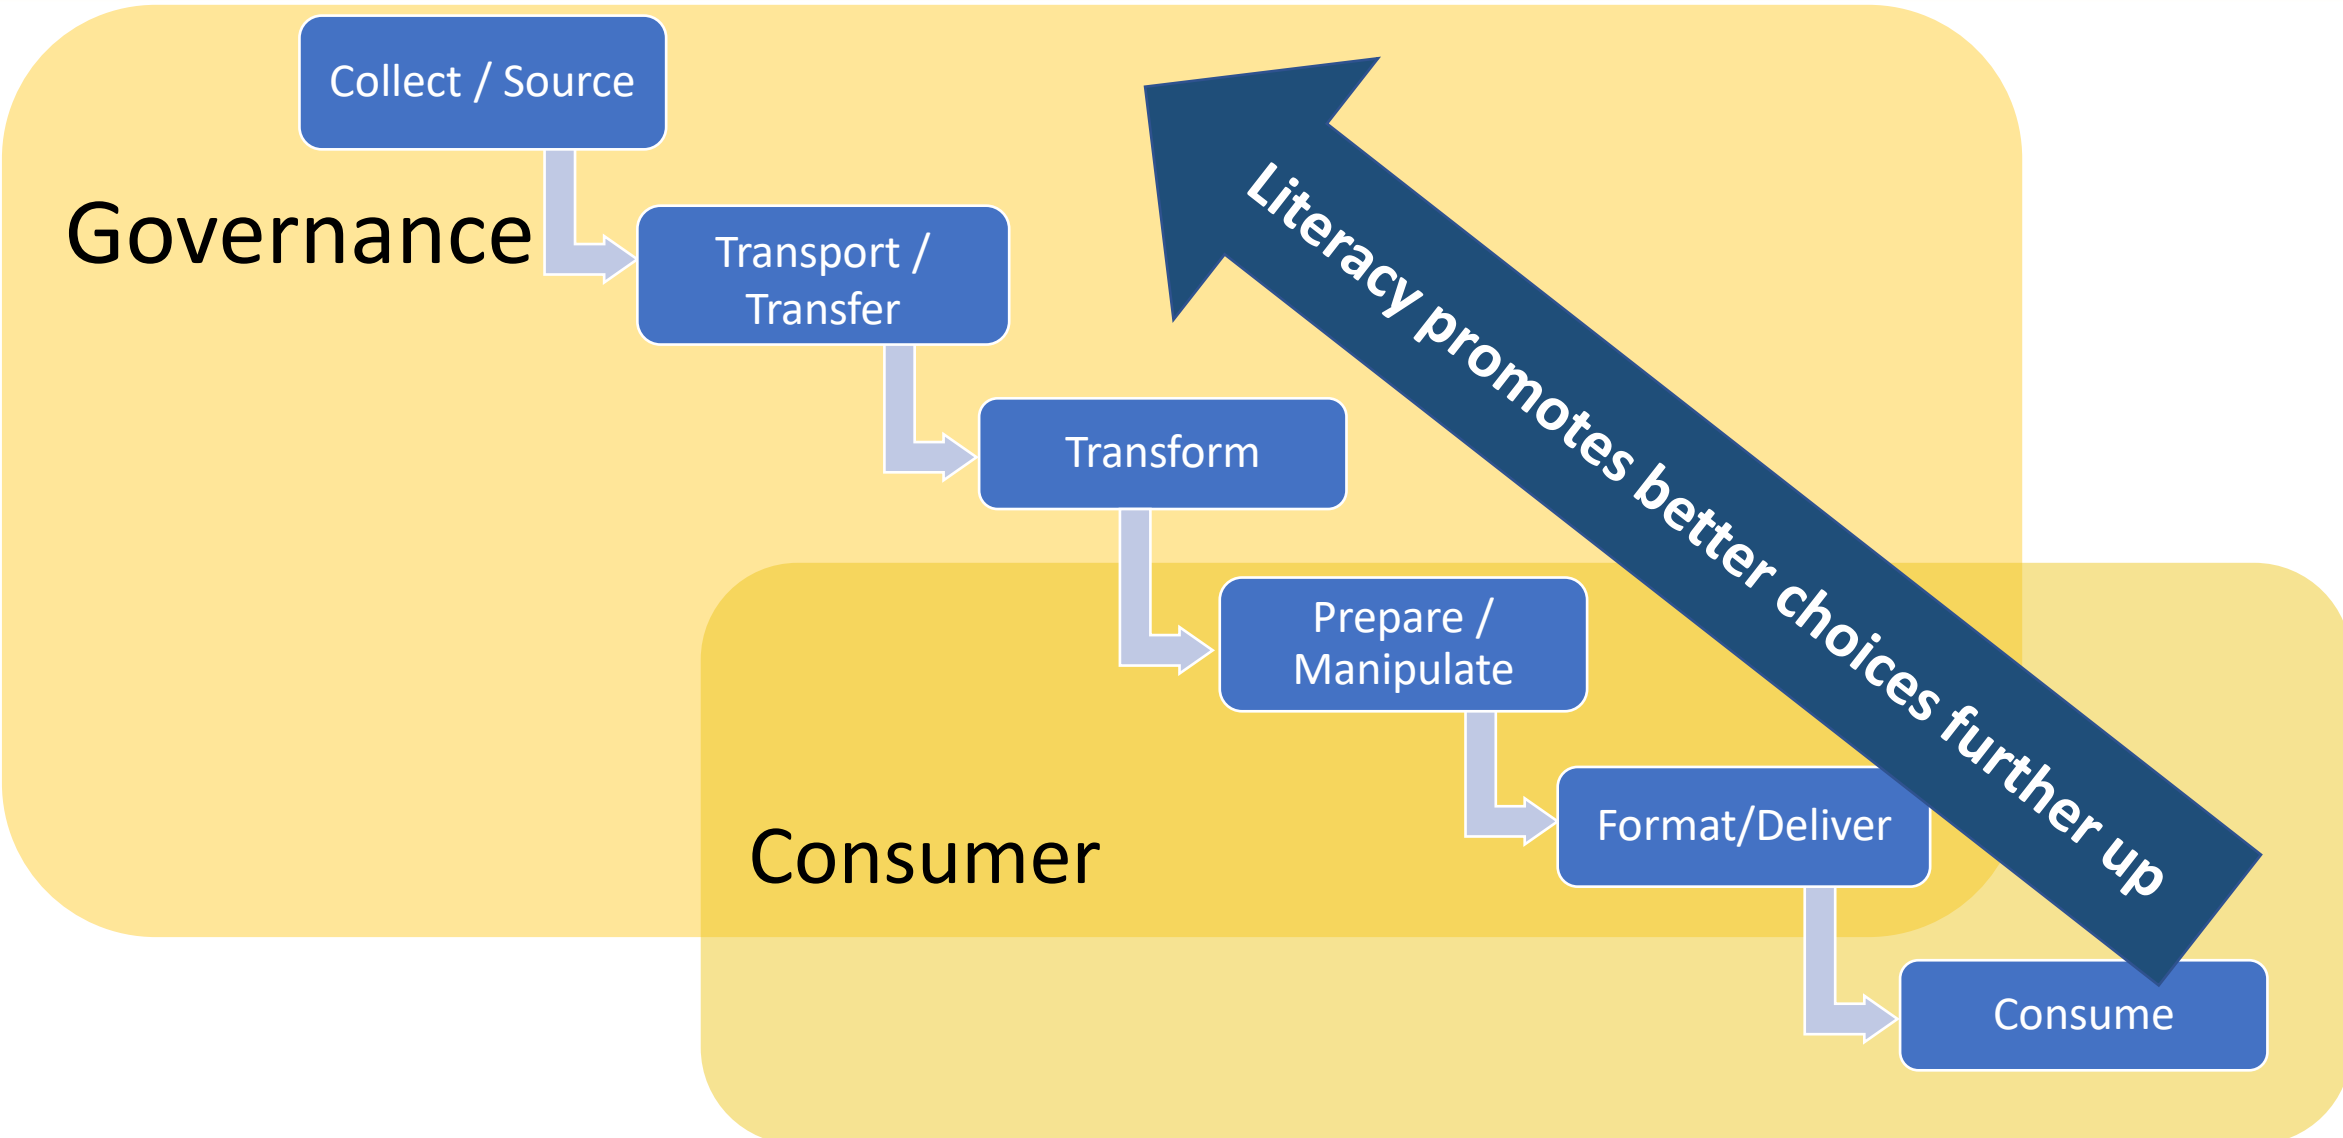 Collect / Source
Governance
Transport /
Transfer
Literacy promotes better choices further up
Transform
Prepare /
Manipulate
Format/Deliver
Consumer
Consume